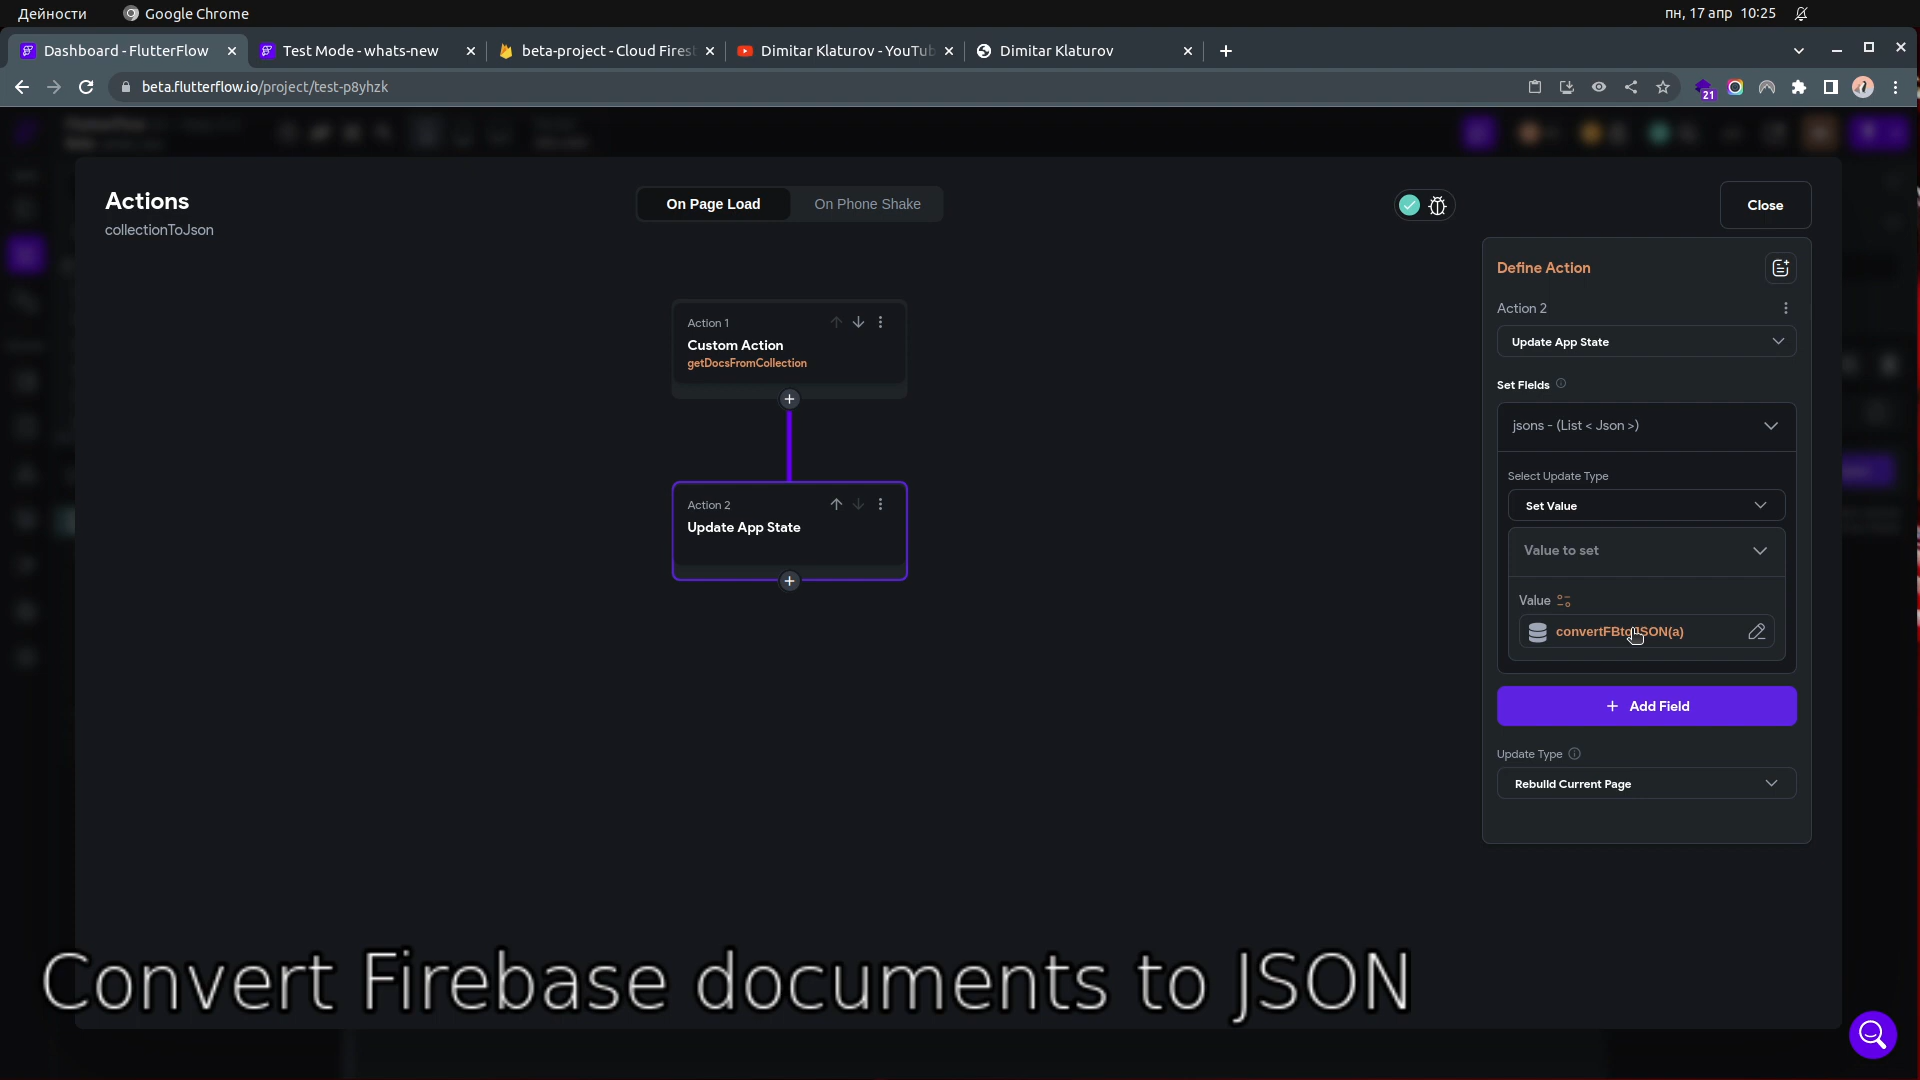 Дейности
Google Chrome
пн, 17 апр 10:25
Dashboard - FlutterFlow
Test Mode - whats-new
beta-project - Cloud Firest
Dimitar Klaturov - YouTub
Dimitar Klaturov
beta.flutterflow.io/project/test-p8yhzk
21
Actions
collectionToJson
On Page Load
On Phone Shake
Close
Define Action
Action 2
Update App State
Set Fields
jsons - (List < Json >)
Select Update Type
Set Value
Value to set
Value
convertFBtoJSON(a)
+ Add Field
Update Type
Rebuild Current Page
Action 1
Custom Action
getDocsFromCollection
Action 2
Update App State
Convert Firebase documents to JSON